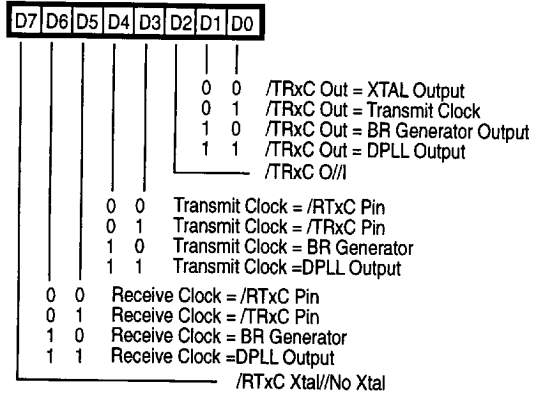 D7 D6 D5 D4 D3 D2 D1 D0
0 0 /TRxC Out = XTAL Output
0 1 /TRxC Out = Transmit Clock
1 0 /TRxC Out = BR Generator Output
1 1 /TRxC Out = DPLL Output
/TRxC O//I
0 0 Transmit Clock = /RTxC Pin
0 1 Transmit Clock = /TRxC Pin
1 0 Transmit Clock = BR Generator
1 1 Transmit Clock =DPLL Output
0 0 Receive Clock = /RTxC Pin
0 1 Receive Clock = /TRxC Pin
1 0 Receive Clock = BR Generator
1 1 Receive Clock =DPLL Output
/RTxC Xtal//No Xtal